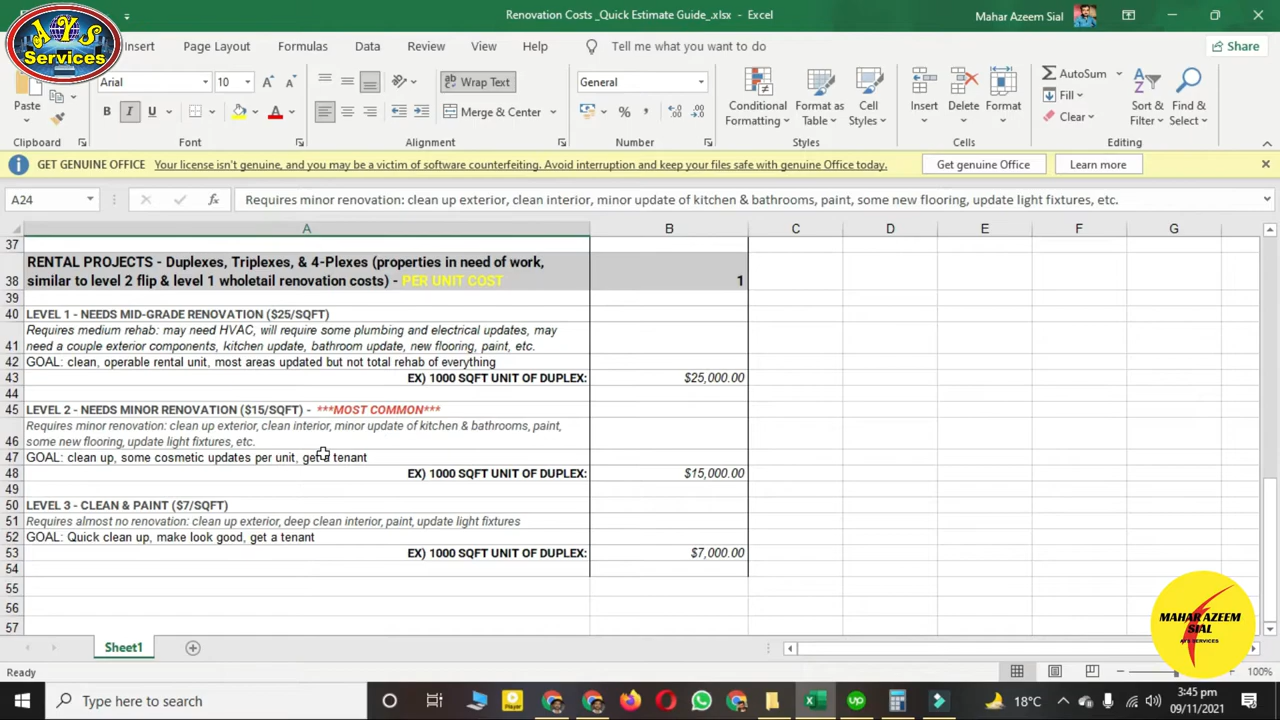 AYS
Services
Renovation Costs _Quick Estimate Guide_.xlsx - Excel
Mahar Azeem Sial
Insert Page Layout Formulas Data Review View Help Tell me what you want to do Share
Paste
Clipboard
Arial 10
B I U
Font
Wrap Text
Merge & Center
Alignment
General
Number
Conditional Formatting
Format as Table
Cell Styles
Styles
Insert Delete Format
Cells
AutoSum
Fill
Clear
Sort & Filter
Find & Select
Editing
GET GENUINE OFFICE Your license isn't genuine, and you may be a victim of software counterfeiting. Avoid interruption and keep your files safe with genuine Office today. Get genuine Office Learn more
A24 fx Requires minor renovation: clean up exterior, clean interior, minor update of kitchen & bathrooms, paint, some new flooring, update light fixtures, etc.
A B C D E F G
37
RENTAL PROJECTS - Duplexes, Triplexes, & 4-Plexes (properties in need of work,
38 similar to level 2 flip & level 1 wholetail renovation costs) - PER UNIT COST 1
39
40 LEVEL 1 - NEEDS MID-GRADE RENOVATION ($25/SQFT)
Requires medium rehab: may need HVAC, will require some plumbing and electrical updates, may
41 need a couple exterior components, kitchen update, bathroom update, new flooring, paint, etc.
42 GOAL: clean, operable rental unit, most areas updated but not total rehab of everything
43 EX) 1000 SQFT UNIT OF DUPLEX: $25,000.00
44
45 LEVEL 2 - NEEDS MINOR RENOVATION ($15/SQFT) - ***MOST COMMON***
Requires minor renovation: clean up exterior, clean interior, minor update of kitchen & bathrooms, paint,
46 some new flooring, update light fixtures, etc.
47 GOAL: clean up, some cosmetic updates per unit, get a tenant
48 EX) 1000 SQFT UNIT OF DUPLEX: $15,000.00
49
50 LEVEL 3 - CLEAN & PAINT ($7/SQFT)
51 Requires almost no renovation: clean up exterior, deep clean interior, paint, update light fixtures
52 GOAL: Quick clean up, make look good, get a tenant
53 EX) 1000 SQFT UNIT OF DUPLEX: $7,000.00
54
55
56
57
MAHAR AZEEM
SIAL
ATS SERVICES
Sheet1
Ready 100%
Type here to search
18°C
3:45 pm
09/11/2021